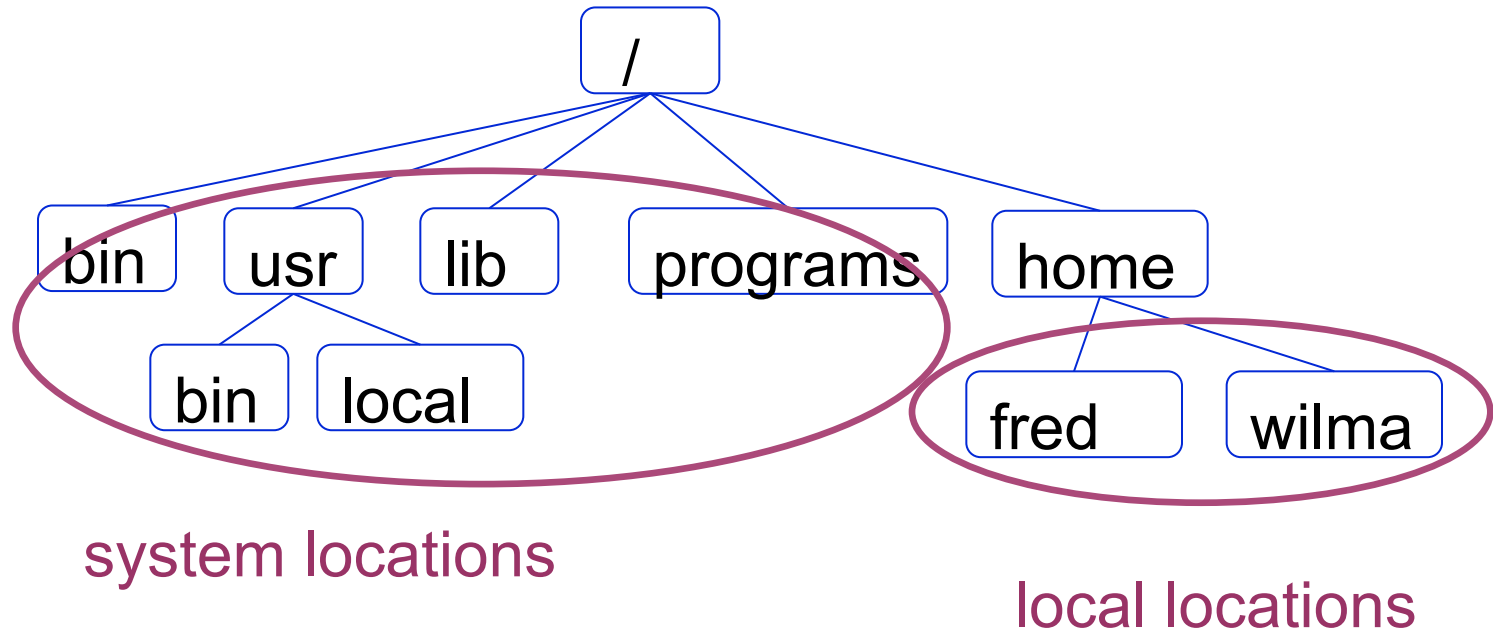 /
bin usr lib programs home
bin local
fred wilma
system locations
local locations